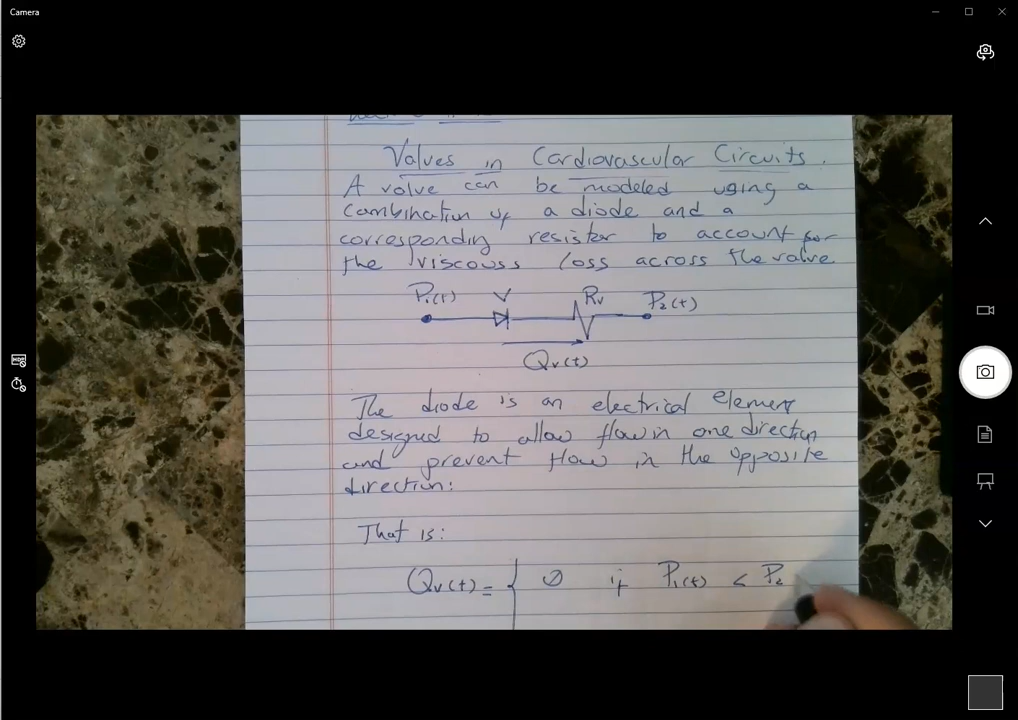 Camera
Valves in Cardiovascular Circuits.
A valve can be modeled using a
combination of a diode and a
corresponding resistor to account for
the viscouss loss across the valve
P₁(t) V Rv P₂(t)
Qv(t)
The diode is an electrical element
designed to allow flow in one direction
and prevent flow in the opposite
direction:
That is:
Qv(t) = { 0 if P₁(t) < P₂